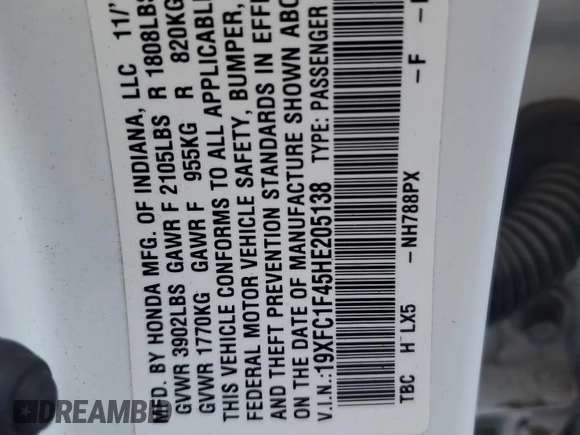 MFD. BY HONDA MFG. OF INDIANA, LLC 11/
GVWR 3902LBS GAWR F 2105LBS R 1808LBS
GVWR 1770KG GAWR F 955KG R 820KG
THIS VEHICLE CONFORMS TO ALL APPLICABLE
FEDERAL MOTOR VEHICLE SAFETY, BUMPER,
AND THEFT PREVENTION STANDARDS IN EFF
ON THE DATE OF MANUFACTURE SHOWN ABO
V.I.N.:19XFC1F45HE205138 TYPE: PASSENGER
TBC H LX5 -NH788PX -F -
DREAMBID